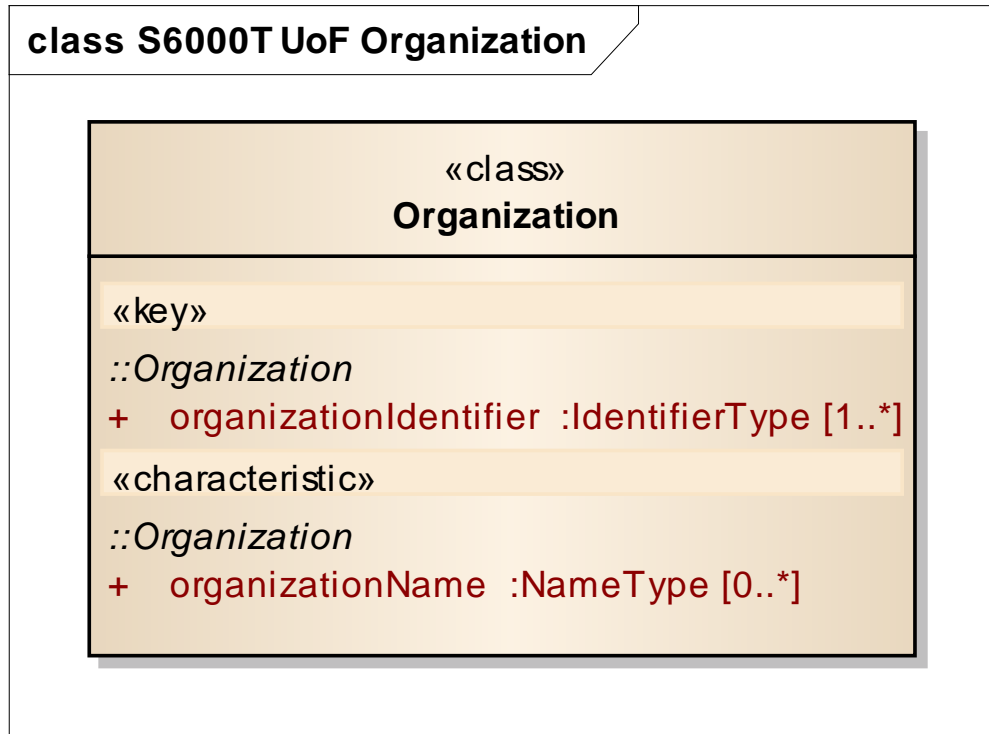 class S6000T UoF Organization
«class»
Organization
«key»
::Organization
+ organizationIdentifier :IdentifierType [1..*]
«characteristic»
::Organization
+ organizationName :NameType [0..*]